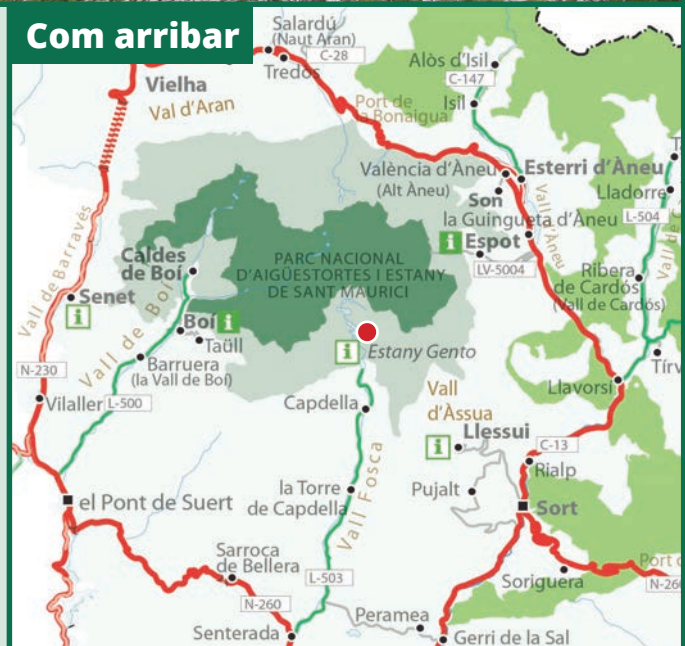 Com arribar
Salardú
(Naut Aran)
C-28
Tredòs
Alòs d'Isil
C-147
Isil
Vielha
Val d'Aran
Port de
la Bonaigua
València d'Àneu
(Alt Àneu)
Esterri d'Àneu
Son
Lladorre
la Guingueta d'Àneu
L-504
Vall d'Àneu
i Espot
LV-5004
Vall de Barravés
Caldes
de Boí
PARC NACIONAL
D'AIGÜESTORTES I ESTANY
DE SANT MAURICI
Ribera
de Cardós
(Vall de Cardós)
Senet
i
Vall de Boí
Boí i
Taüll
i Estany Gento
Barruera
(la Vall de Boí)
N-230
Vilaller
L-500
Capdella
Vall
d'Àssua
Llavorsí
Llessui
i
C-13
Rialp
el Pont de Suert
la Torre
de Capdella
Vall Fosca
Pujalt
Sort
Sarroca
de Bellera
L-503
Soriguera
N-260
Senterada
Peramea
Gerri de la Sal